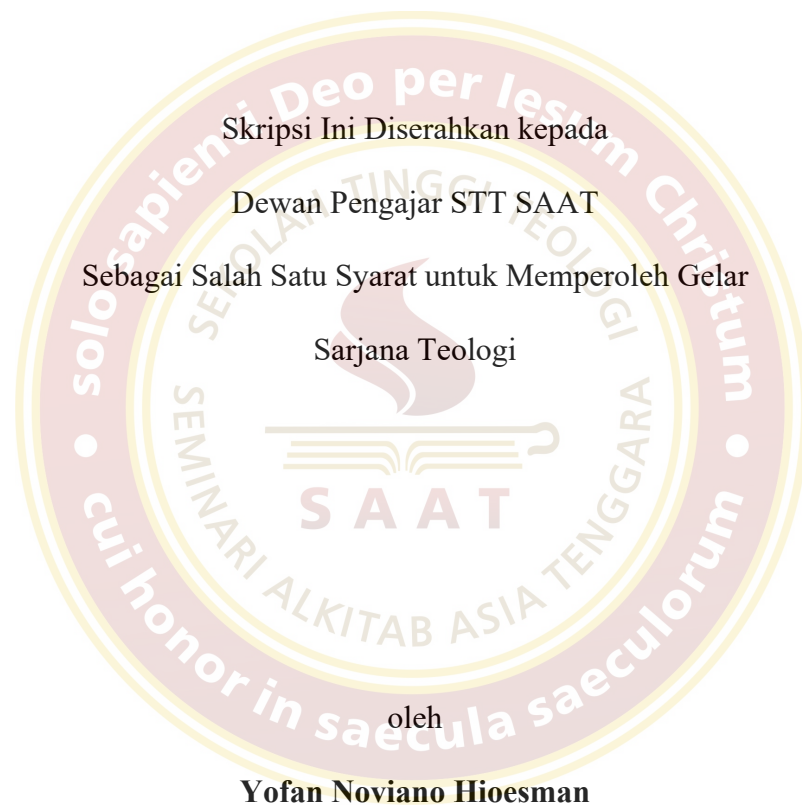 Skripsi Ini Diserahkan kepada
Dewan Pengajar STT SAAT
Sebagai Salah Satu Syarat untuk Memperoleh Gelar
Sarjana Teologi
oleh
Yofan Noviano Hioesman
solo sapienti Deo per Iesum Christum
cui honor in saecula saeculorum
SEKOLAH TINGGI TEOLOGI
SEMINARI ALKITAB ASIA TENGGARA
SAAT